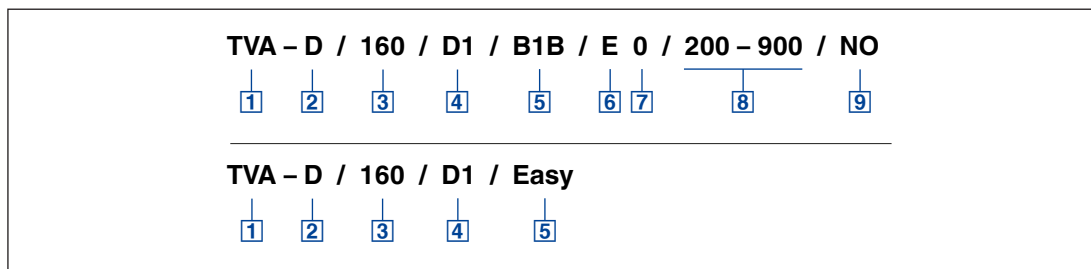 TVA – D / 160 / D1 / B1B / E 0 / 200 – 900 / NO
1 2 3 4 5 6 7 8 9
TVA – D / 160 / D1 / Easy
1 2 3 4 5